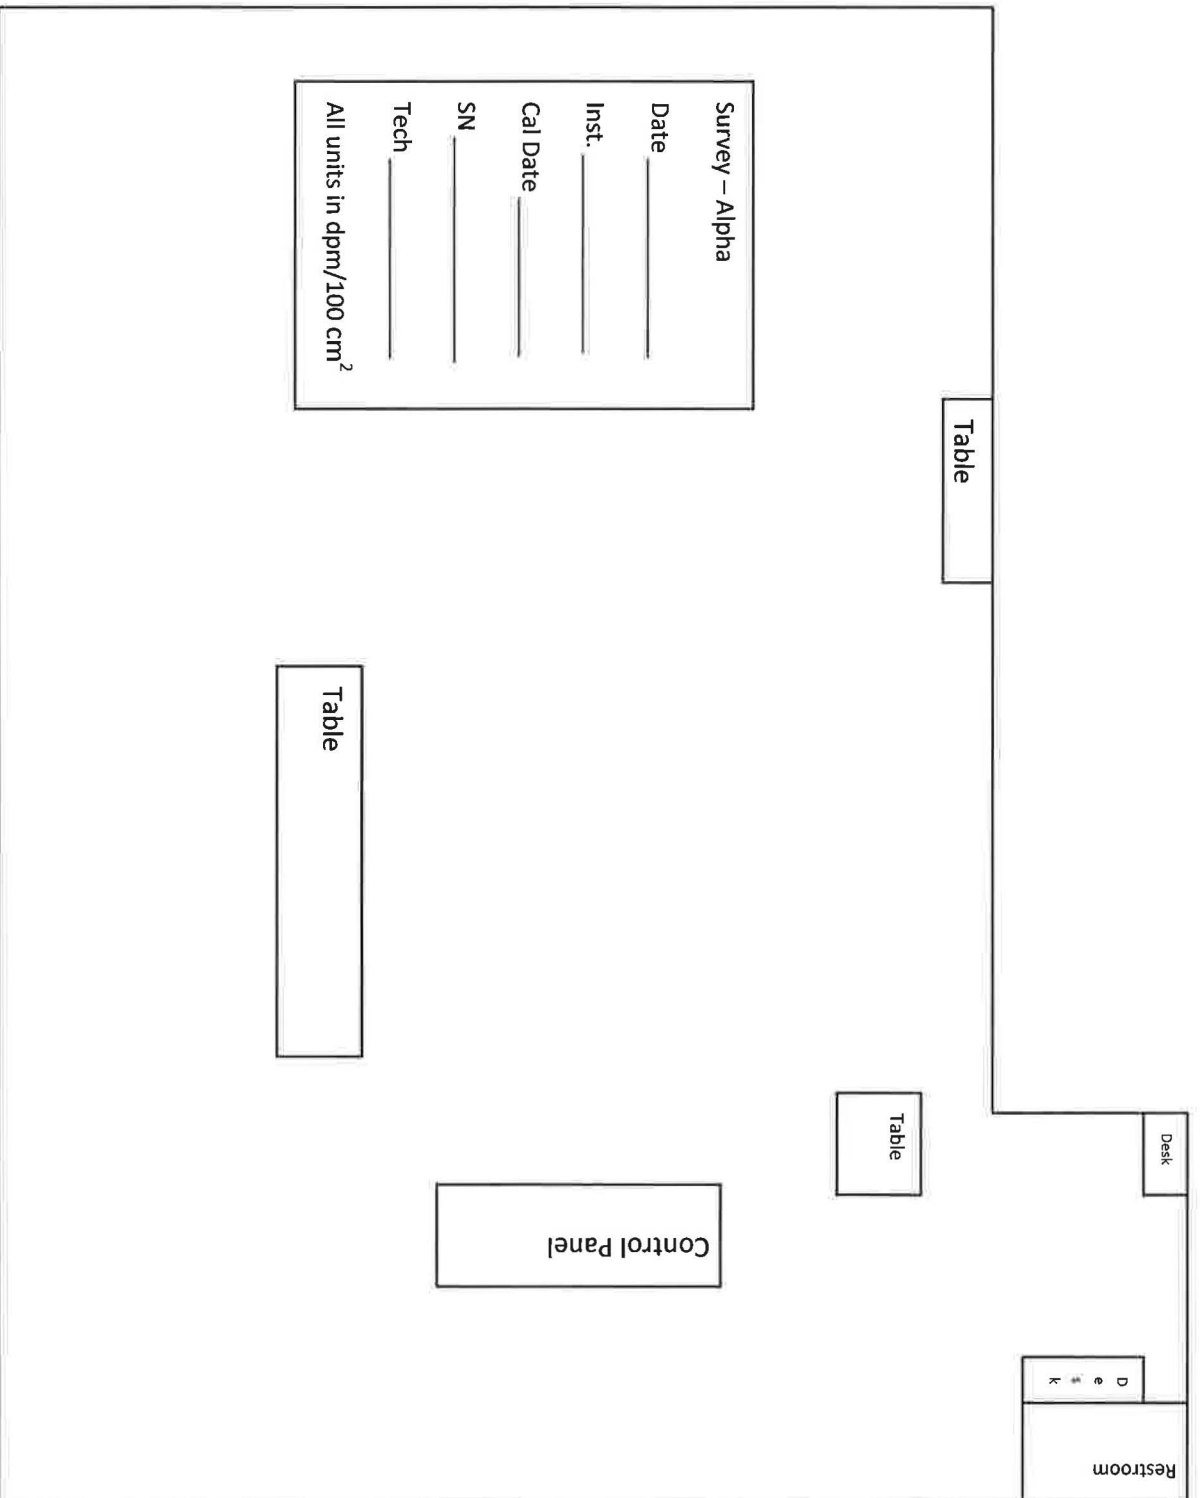 Survey – Alpha
Date
Inst.
Cal Date
SN
Tech
All units in dpm/100 cm²
Table
Table
Table
Desk
Control Panel
Desk
Restroom